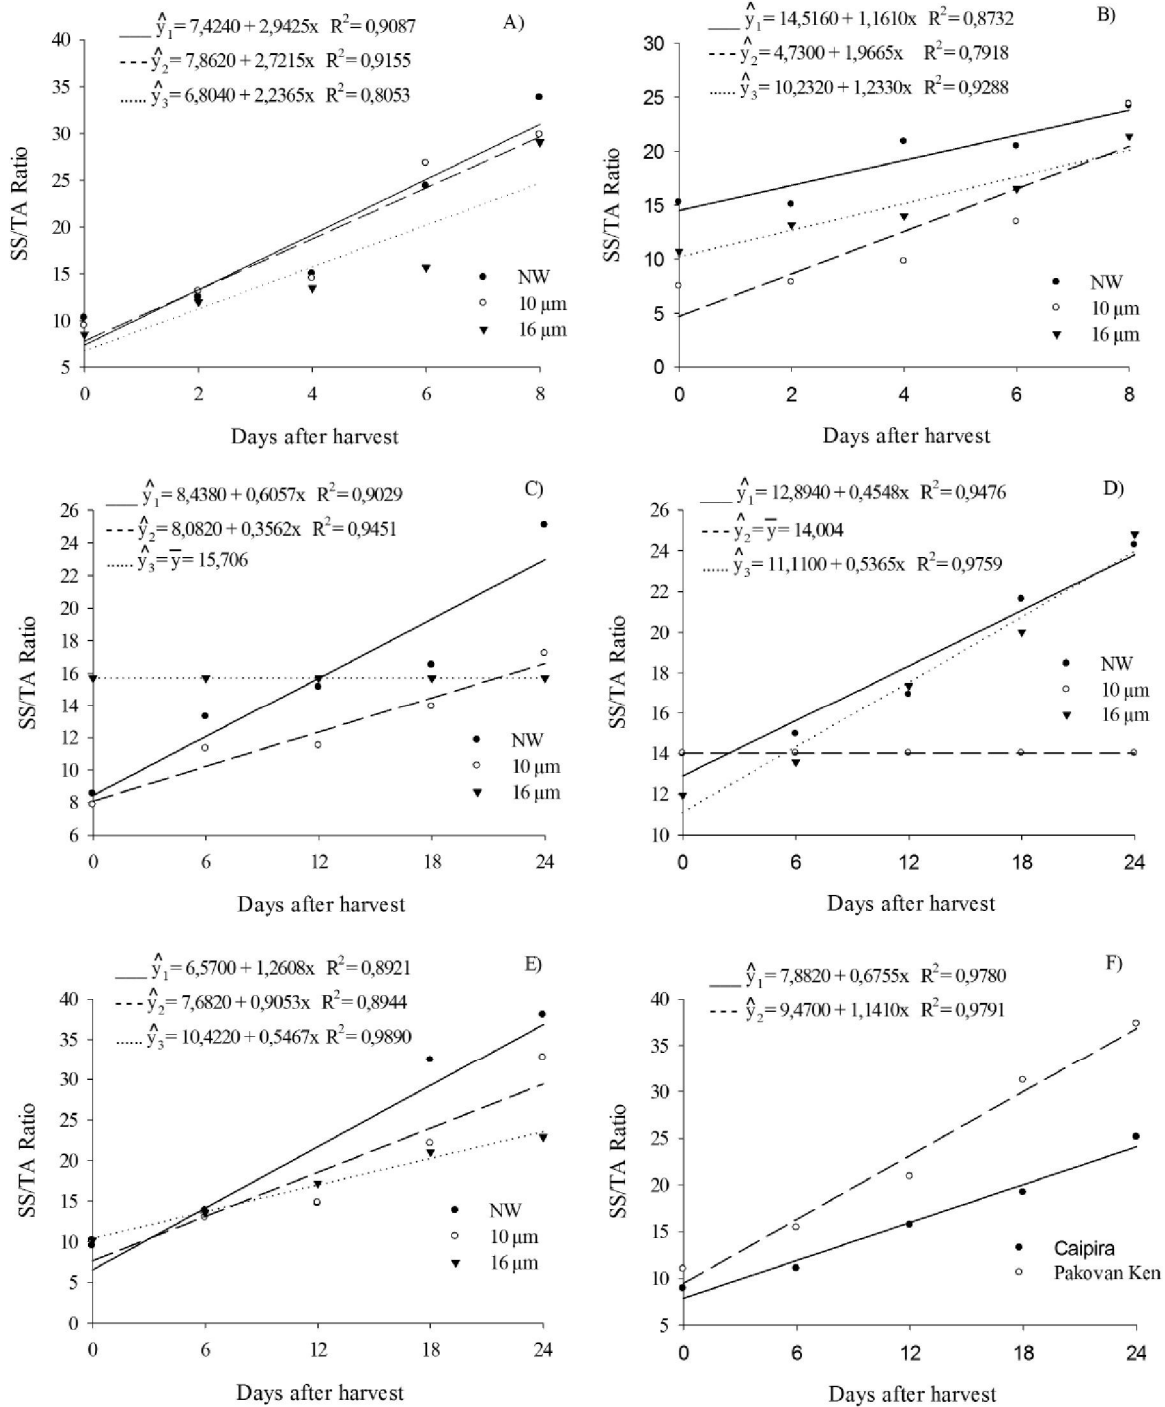 A)
ŷ1 = 7,4240 + 2,9425x R² = 0,9087
ŷ2 = 7,8620 + 2,7215x R² = 0,9155
ŷ3 = 6,8040 + 2,2365x R² = 0,8053
SS/TA Ratio
40
35
30
25
20
15
10
5
NW
10 µm
16 µm
0 2 4 6 8
Days after harvest
B)
ŷ1 = 14,5160 + 1,1610x R² = 0,8732
ŷ2 = 4,7300 + 1,9665x R² = 0,7918
ŷ3 = 10,2320 + 1,2330x R² = 0,9288
SS/TA Ratio
30
25
20
15
10
5
0
NW
10 µm
16 µm
0 2 4 6 8
Days after harvest
C)
ŷ1 = 8,4380 + 0,6057x R² = 0,9029
ŷ2 = 8,0820 + 0,3562x R² = 0,9451
ŷ3 = y̅ = 15,706
SS/TA Ratio
26
24
22
20
18
16
14
12
10
8
6
NW
10 µm
16 µm
0 6 12 18 24
Days after harvest
D)
ŷ1 = 12,8940 + 0,4548x R² = 0,9476
ŷ2 = y̅ = 14,004
ŷ3 = 11,1100 + 0,5365x R² = 0,9759
SS/TA Ratio
26
24
22
20
18
16
14
12
10
NW
10 µm
16 µm
0 6 12 18 24
Days after harvest
E)
ŷ1 = 6,5700 + 1,2608x R² = 0,8921
ŷ2 = 7,6820 + 0,9053x R² = 0,8944
ŷ3 = 10,4220 + 0,5467x R² = 0,9890
SS/TA Ratio
40
35
30
25
20
15
10
5
0
NW
10 µm
16 µm
0 6 12 18 24
Days after harvest
F)
ŷ1 = 7,8820 + 0,6755x R² = 0,9780
ŷ2 = 9,4700 + 1,1410x R² = 0,9791
SS/TA Ratio
40
35
30
25
20
15
10
5
Caipira
Pakovan Ken
0 6 12 18 24
Days after harvest